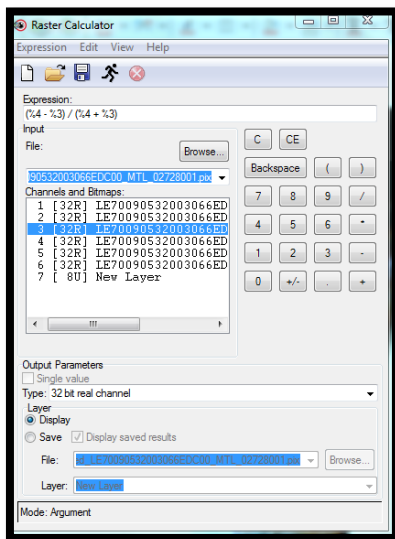 Raster Calculator
Expression Edit View Help
Expression:
(%4 - %3) / (%4 + %3)
Input
File:
Browse...
090532003066EDC00_MTL_02728001.pix
Channels and Bitmaps:
1 [32R] LE70090532003066ED
2 [32R] LE70090532003066ED
3 [32R] LE70090532003066ED
4 [32R] LE70090532003066ED
5 [32R] LE70090532003066ED
6 [32R] LE70090532003066ED
7 [ 8U] New Layer
C CE
Backspace ( )
7 8 9 /
4 5 6 *
1 2 3 -
0 +/- . +
Output Parameters
Single value
Type: 32 bit real channel
Layer
Display
Save Display saved results
File: ed_LE70090532003066EDC00_MTL_02728001.pix Browse...
Layer: New Layer
Mode: Argument